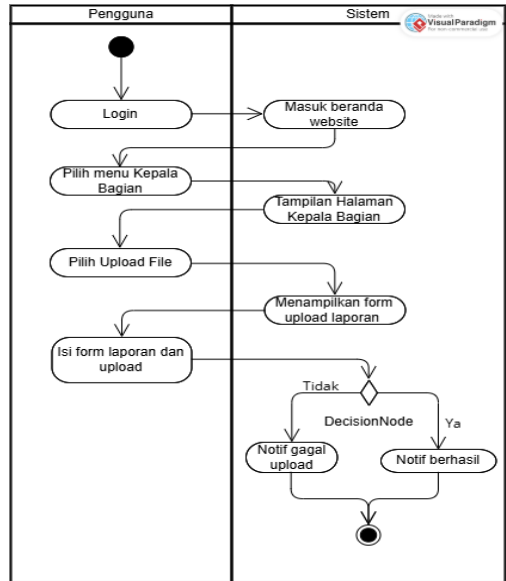 Pengguna
Sistem
Made with
VisualParadigm
For non-commercial use
Login
Masuk beranda
website
Pilih menu Kepala
Bagian
Tampilan Halaman
Kepala Bagian
Pilih Upload File
Menampilkan form
upload laporan
Isi form laporan dan
upload
Tidak
DecisionNode
Ya
Notif gagal
upload
Notif berhasil